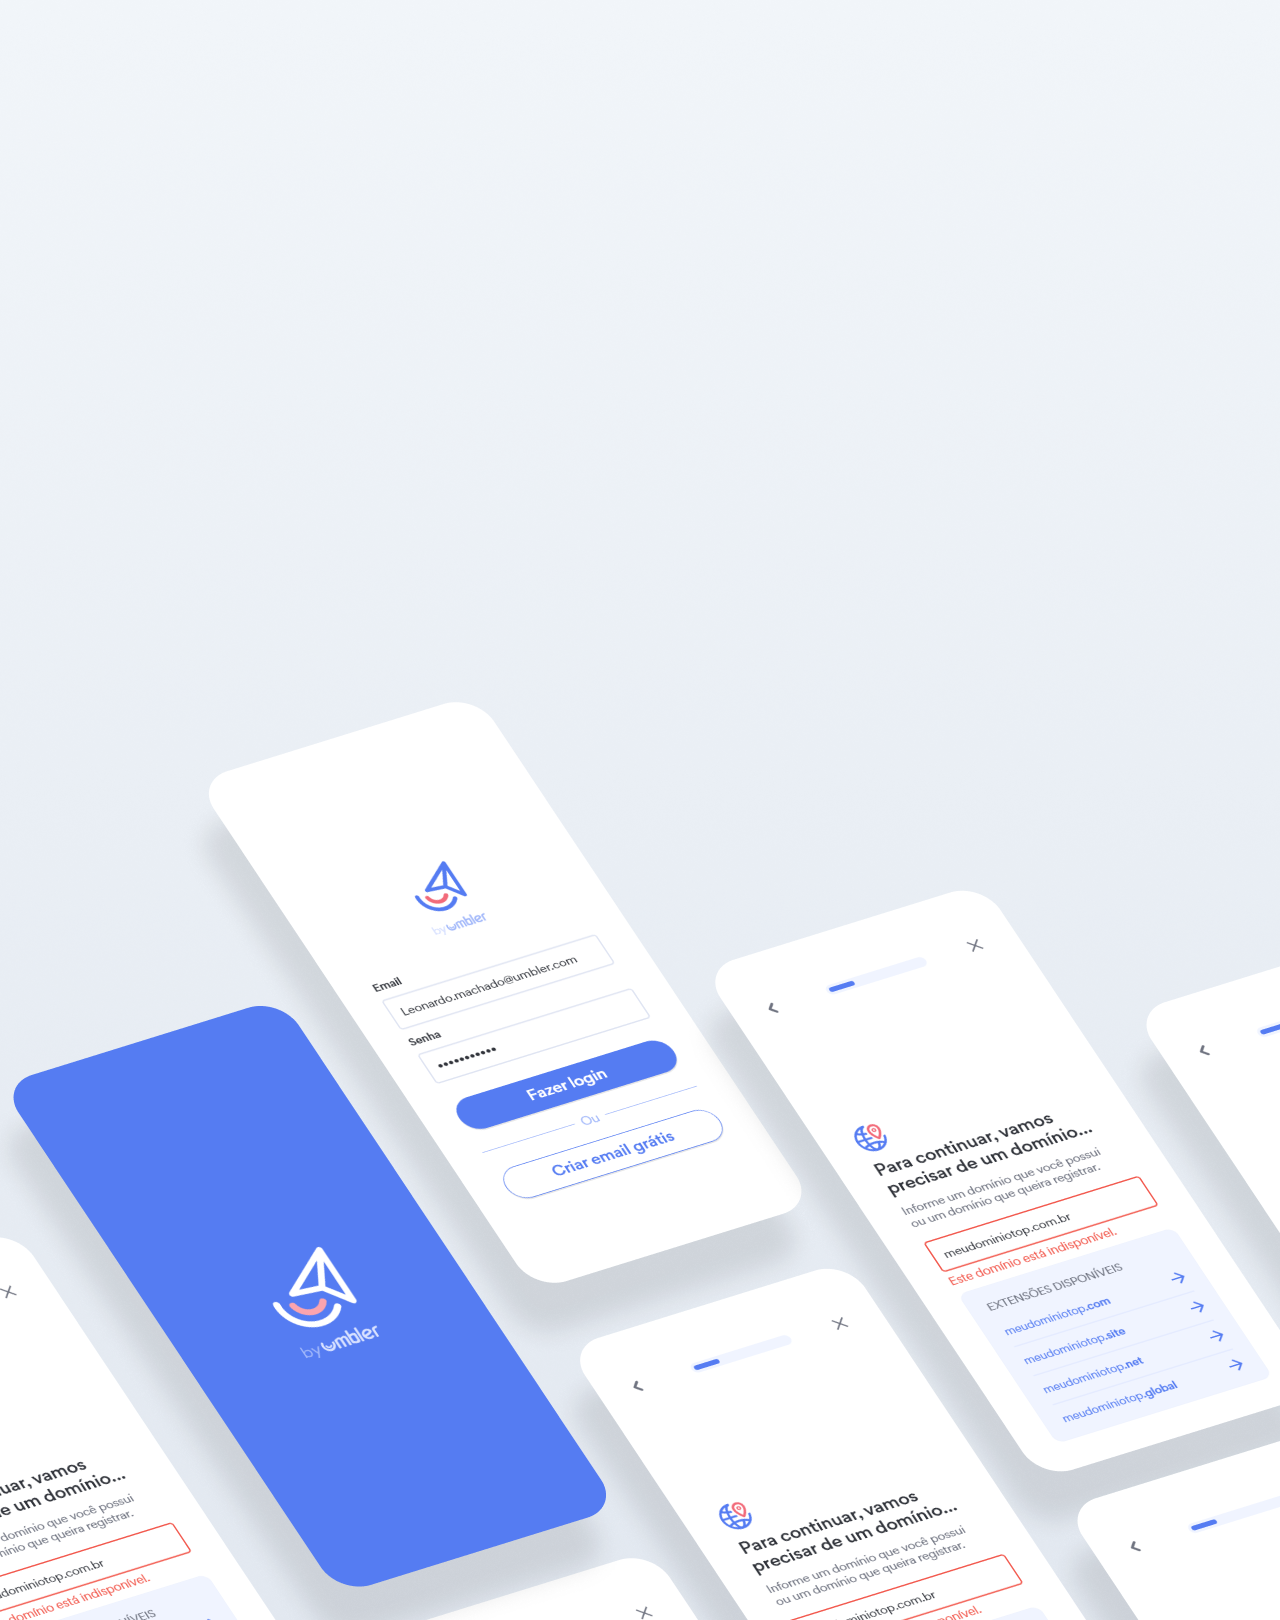 by umbler
Email
Leonardo.machado@umbler.com
Senha
•••••••••••
Fazer login
Ou
Criar email grátis
by umbler
Para continuar, vamos
precisar de um domínio...
Informe um domínio que você possui
ou um domínio que queira registrar.
meudominiotop.com.br
Este domínio está indisponível.
EXTENSÕES DISPONÍVEIS
meudominiotop.com
meudominiotop.site
meudominiotop.net
meudominiotop.global
Para continuar, vamos
precisar de um domínio...
Informe um domínio que você possui
ou um domínio que queira registrar.
miniotop.com.br
ponível.
uar, vamos
e um domínio...
domínio que você possui
nio que queira registrar.
dominiotop.com.br
domínio está indisponível.
NÍVEIS